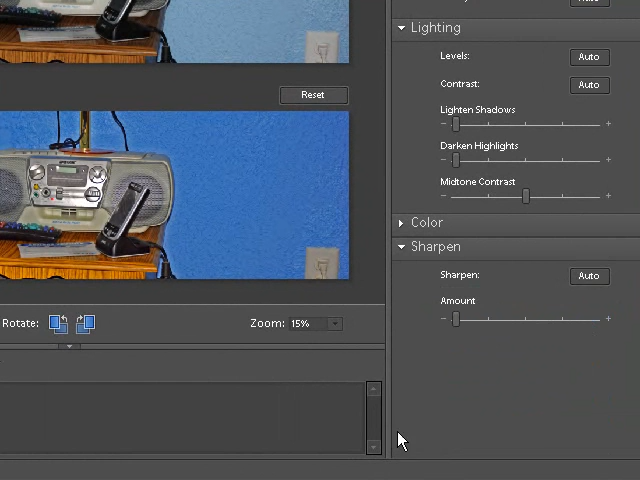 Auto
Lighting
Levels:
Auto
Contrast:
Auto
Reset
Lighten Shadows
- +
Darken Highlights
- +
Midtone Contrast
- +
Color
Sharpen
Sharpen:
Auto
Amount
- +
Rotate:
Zoom: 15%